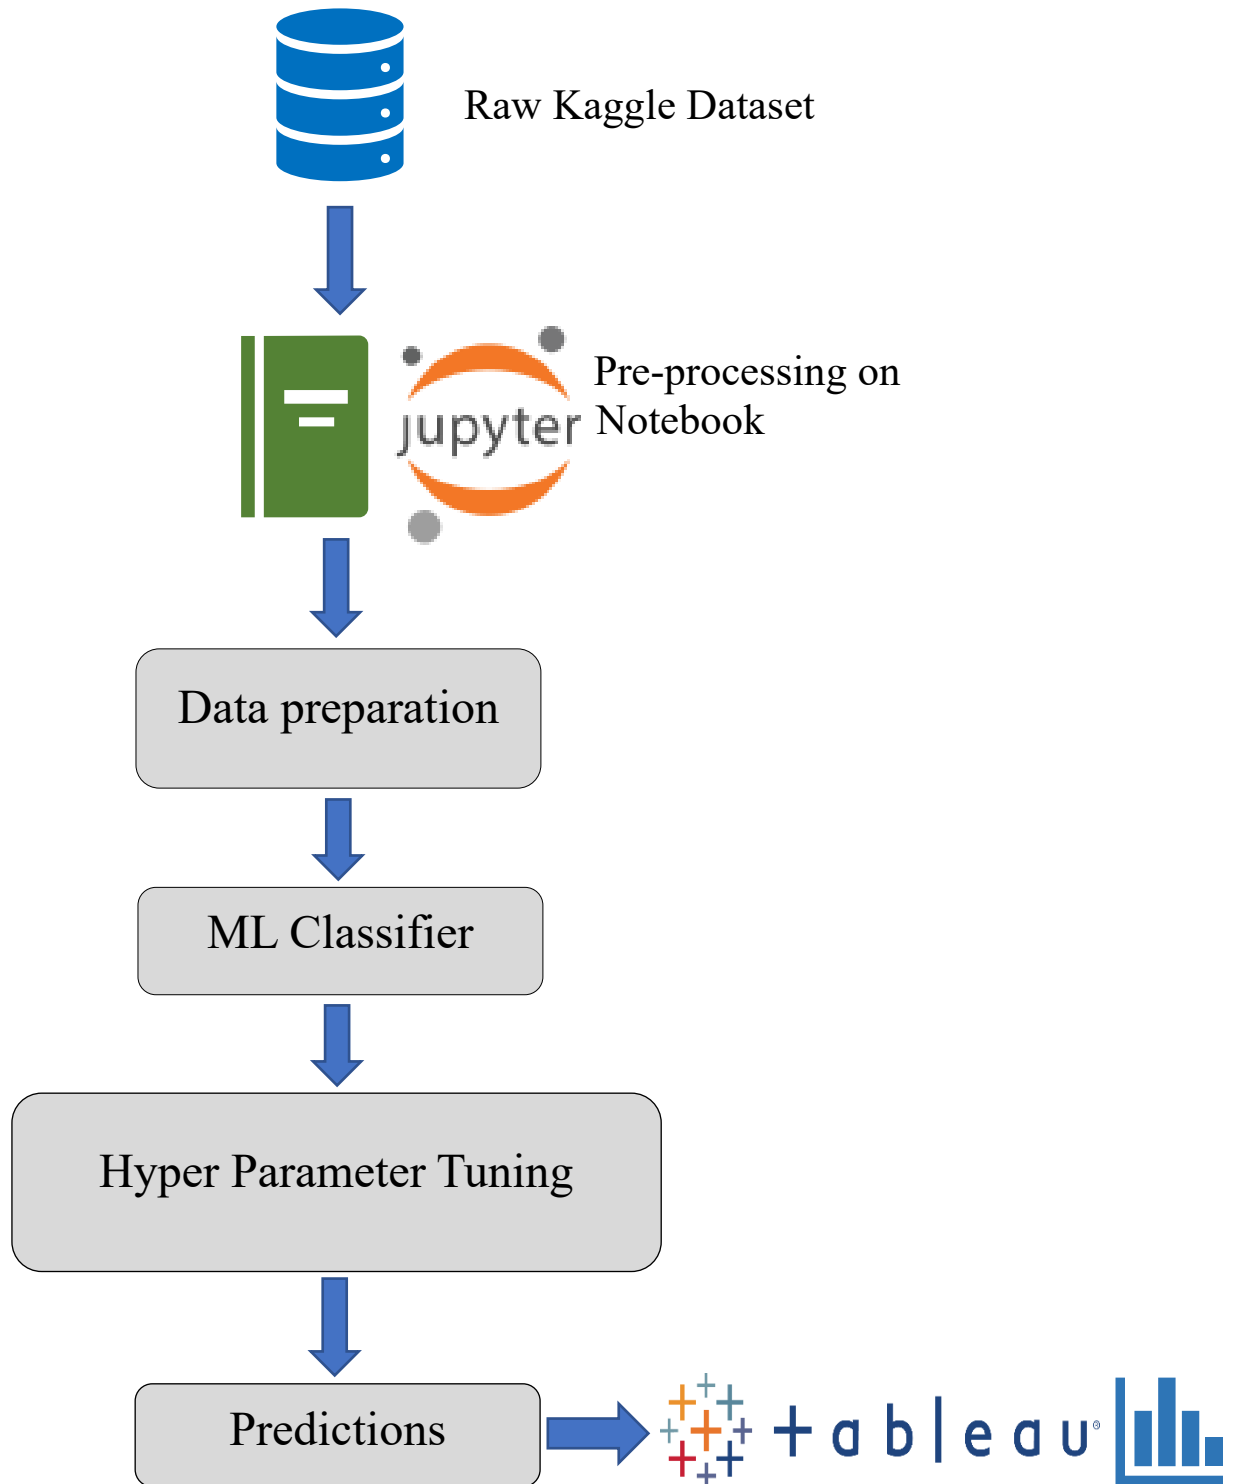 Raw Kaggle Dataset
Pre-processing on
Notebook
jupyter
Data preparation
ML Classifier
Hyper Parameter Tuning
Predictions
+ableau®